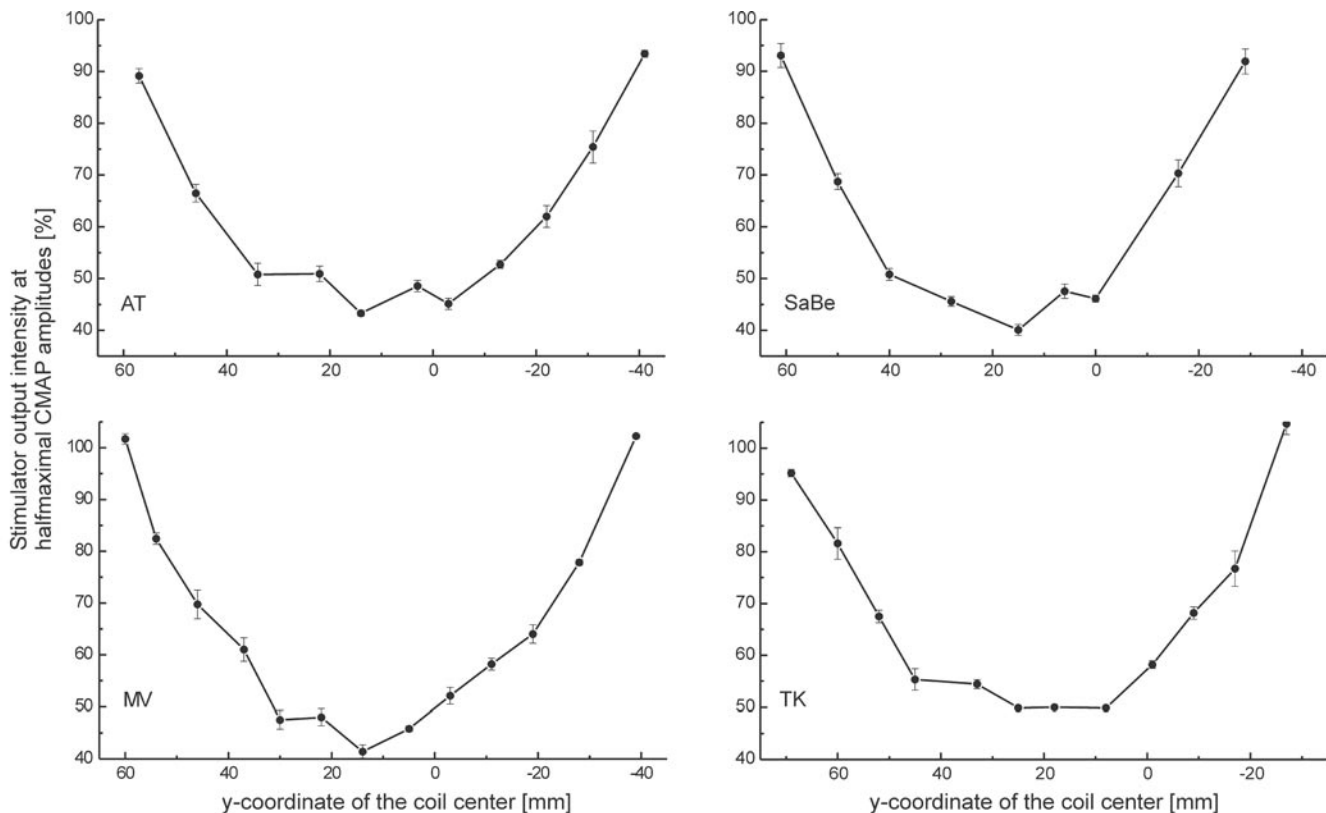 Stimulator output intensity at
halfmaximal CMAP amplitudes [%]
100
90
80
70
60
50
40
AT
60 40 20 0 -20 -40
100
90
80
70
60
50
40
SaBe
60 40 20 0 -20 -40
100
90
80
70
60
50
40
MV
60 40 20 0 -20 -40
y-coordinate of the coil center [mm]
100
90
80
70
60
50
40
TK
60 40 20 0 -20
y-coordinate of the coil center [mm]